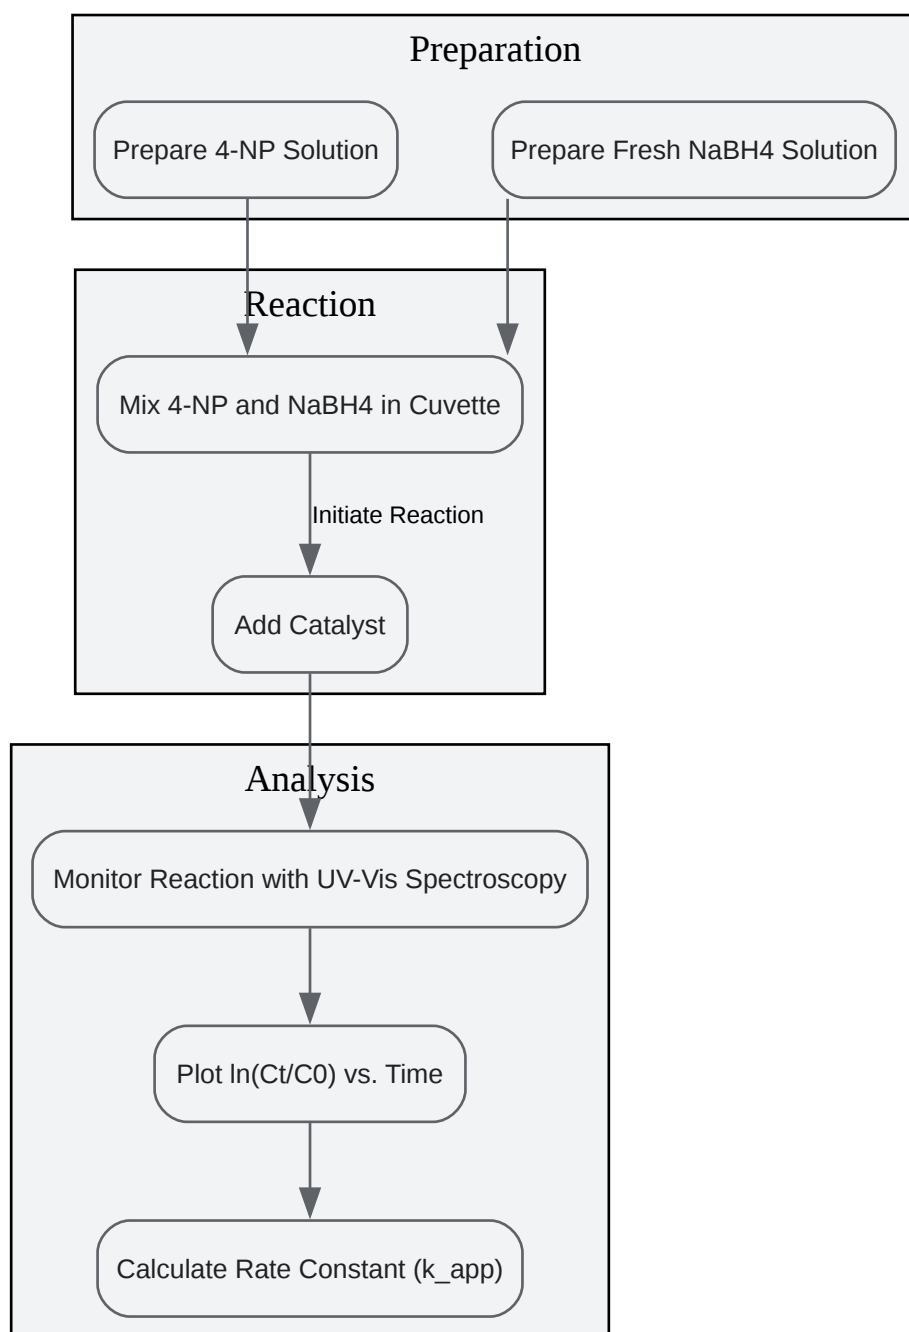 Preparation
Prepare 4-NP Solution
Prepare Fresh NaBH4 Solution
Reaction
Mix 4-NP and NaBH4 in Cuvette
Initiate Reaction
Add Catalyst
Analysis
Monitor Reaction with UV-Vis Spectroscopy
Plot ln(Ct/C0) vs. Time
Calculate Rate Constant (k_app)